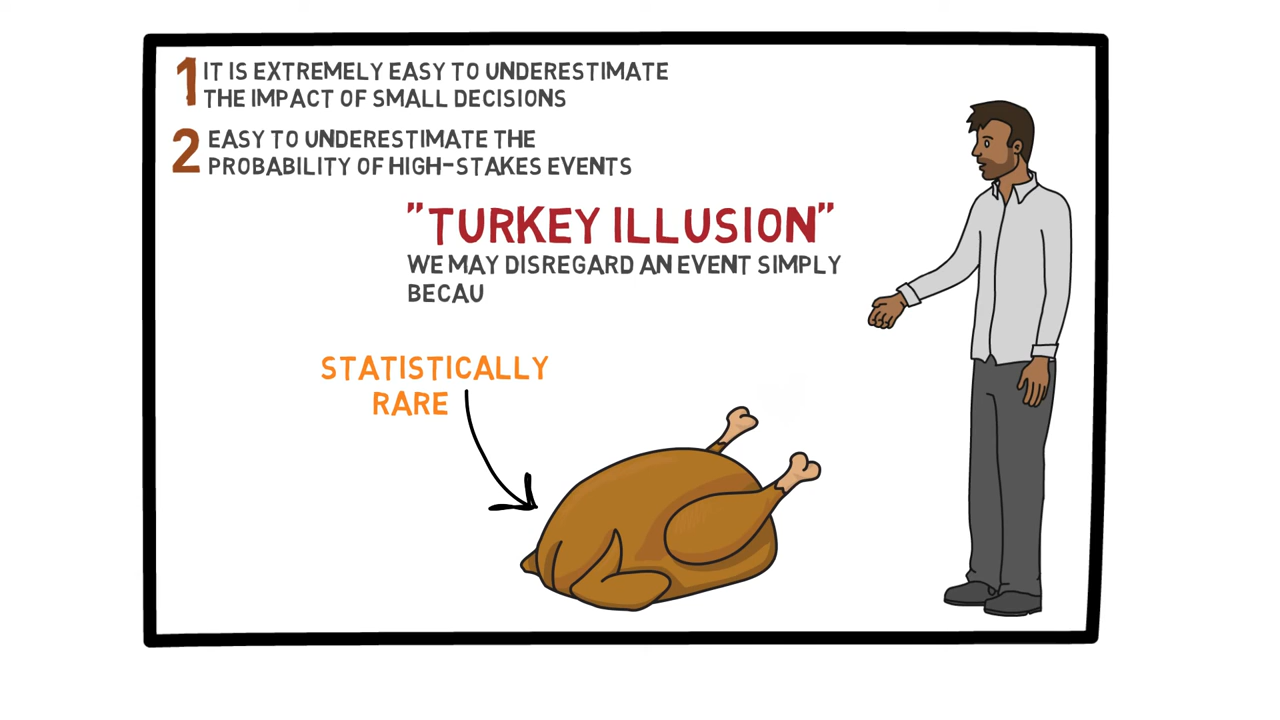 1 IT IS EXTREMELY EASY TO UNDERESTIMATE
THE IMPACT OF SMALL DECISIONS
2 EASY TO UNDERESTIMATE THE
PROBABILITY OF HIGH-STAKES EVENTS
"TURKEY ILLUSION"
WE MAY DISREGARD AN EVENT SIMPLY
BECAU
STATISTICALLY
RARE